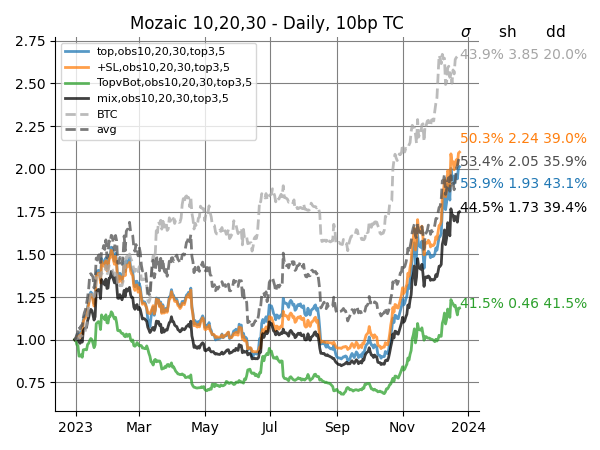 Mozaic 10,20,30 - Daily, 10bp TC
σ sh dd
2.75
2.50
2.25
2.00
1.75
1.50
1.25
1.00
0.75
top,obs10,20,30,top3,5
+SL,obs10,20,30,top3,5
TopvBot,obs10,20,30,top3,5
mix,obs10,20,30,top3,5
BTC
avg
43.9% 3.85 20.0%
50.3% 2.24 39.0%
53.4% 2.05 35.9%
53.9% 1.93 43.1%
44.5% 1.73 39.4%
41.5% 0.46 41.5%
2023 Mar May Jul Sep Nov 2024